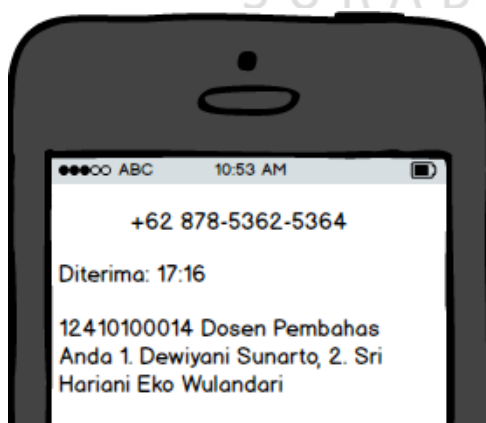 ABC 10:53 AM
+62 878-5362-5364
Diterima: 17:16
12410100014 Dosen Pembahas
Anda 1. Dewiyani Sunarto, 2. Sri
Hariani Eko Wulandari